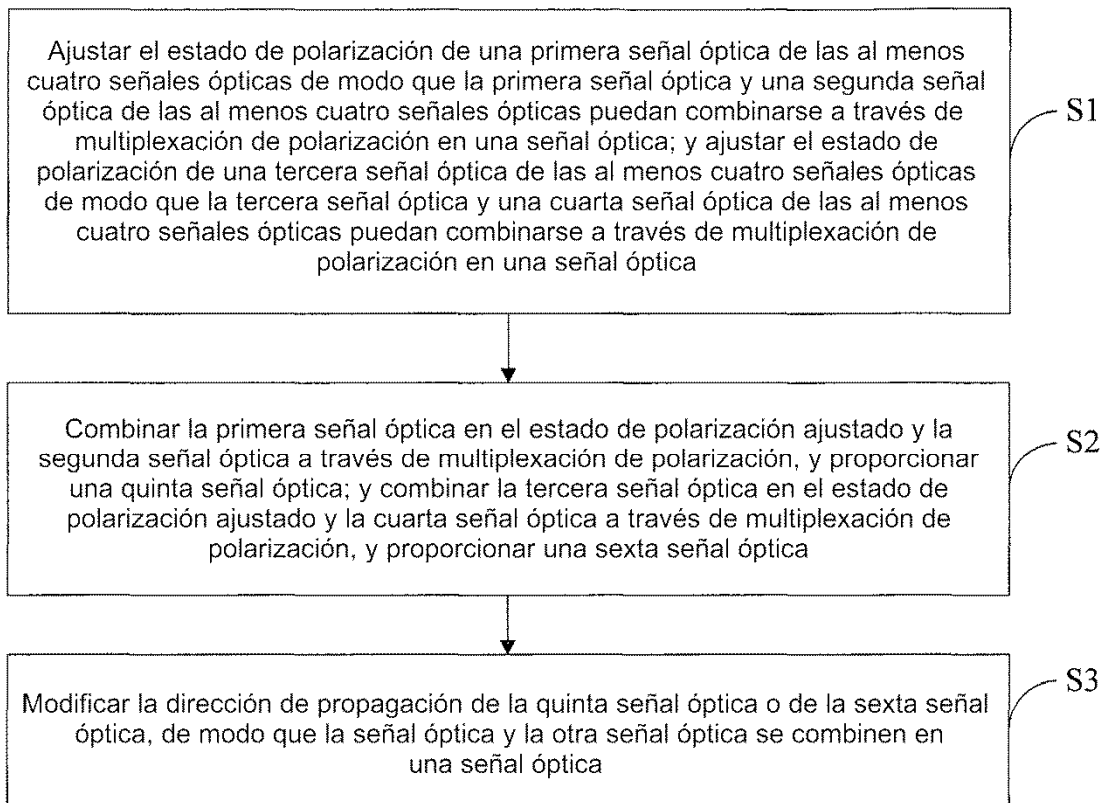 Ajustar el estado de polarización de una primera señal óptica de las al menos
cuatro señales ópticas de modo que la primera señal óptica y una segunda señal
óptica de las al menos cuatro señales ópticas puedan combinarse a través de
multiplexación de polarización en una señal óptica; y ajustar el estado de
polarización de una tercera señal óptica de las al menos cuatro señales ópticas
de modo que la tercera señal óptica y una cuarta señal óptica de las al menos
cuatro señales ópticas puedan combinarse a través de multiplexación de
polarización en una señal óptica
S1
Combinar la primera señal óptica en el estado de polarización ajustado y la
segunda señal óptica a través de multiplexación de polarización, y proporcionar
una quinta señal óptica; y combinar la tercera señal óptica en el estado de
polarización ajustado y la cuarta señal óptica a través de multiplexación de
polarización, y proporcionar una sexta señal óptica
S2
Modificar la dirección de propagación de la quinta señal óptica o de la sexta señal
óptica, de modo que la señal óptica y la otra señal óptica se combinen en
una señal óptica
S3